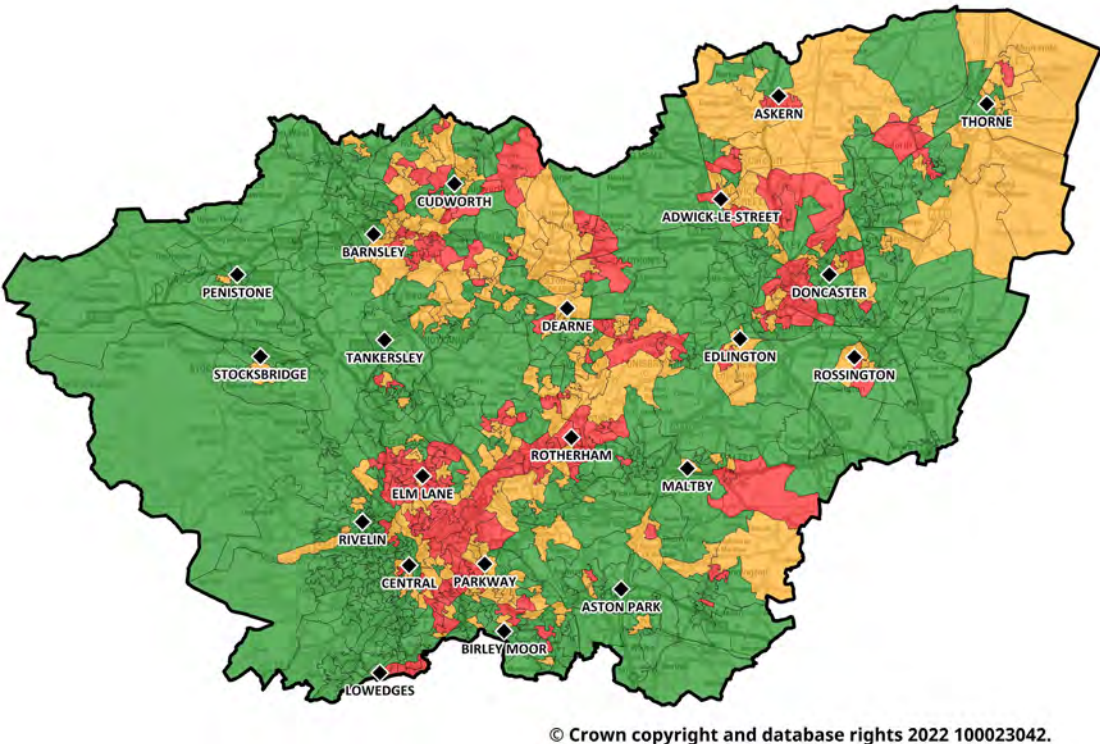 ASKERN
THORNE
CUDWORTH
ADWICK-LE-STREET
BARNSLEY
PENISTONE
DONCASTER
DEARNE
TANKERSLEY
EDLINGTON
STOCKSBRIDGE
ROSSINGTON
ROTHERHAM
MALTBY
ELM LANE
RIVELIN
CENTRAL
PARKWAY
ASTON PARK
BIRLEY MOOR
LOWEDGES
© Crown copyright and database rights 2022 100023042.